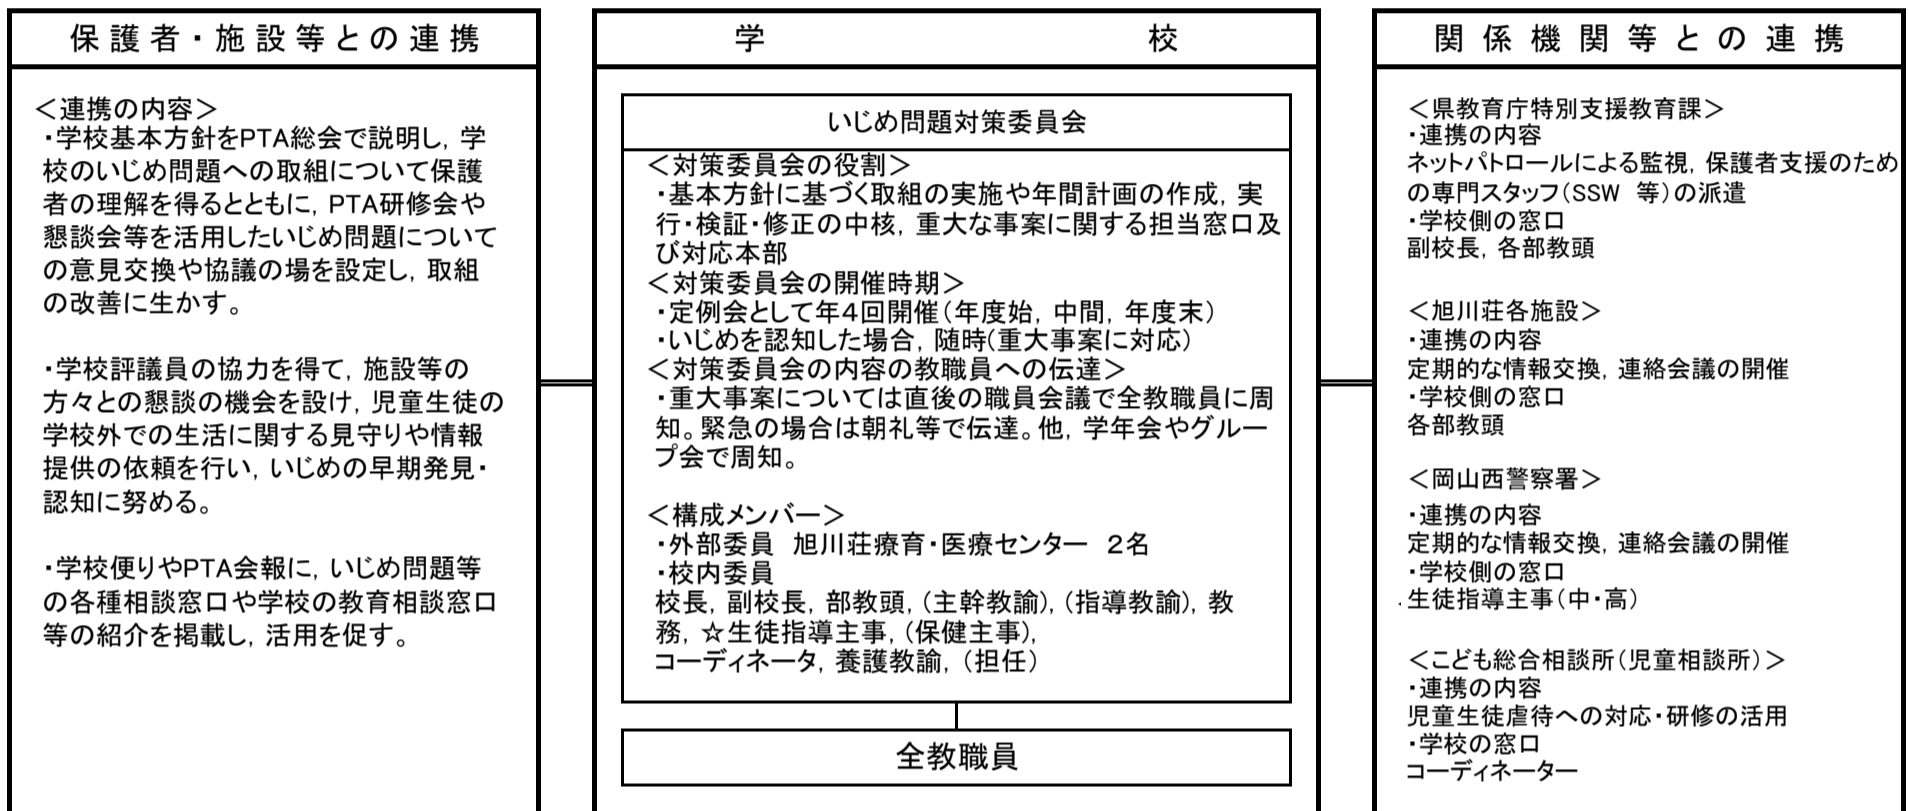 保護者・施設等との連携
＜連携の内容＞
・学校基本方針をPTA総会で説明し，学
校のいじめ問題への取組について保護
者の理解を得るとともに，PTA研修会や
懇談会等を活用したいじめ問題について
の意見交換や協議の場を設定し，取組
の改善に生かす。
・学校評議員の協力を得て，施設等の
方々との懇談の機会を設け，児童生徒の
学校外での生活に関する見守りや情報
提供の依頼を行い，いじめの早期発見・
認知に努める。
・学校便りやPTA会報に，いじめ問題等
の各種相談窓口や学校の教育相談窓口
等の紹介を掲載し，活用を促す。
学　校
いじめ問題対策委員会
＜対策委員会の役割＞
・基本方針に基づく取組の実施や年間計画の作成，実
行・検証・修正の中核，重大な事案に関する担当窓口及
び対応本部
＜対策委員会の開催時期＞
・定例会として年４回開催（年度始，中間，年度末）
・いじめを認知した場合，随時（重大事案に対応）
＜対策委員会の内容の教職員への伝達＞
・重大事案については直後の職員会議で全教職員に周
知。緊急の場合は朝礼等で伝達。他，学年会やグルー
プ会で周知。
＜構成メンバー＞
・外部委員　旭川荘療育・医療センター　２名
・校内委員
校長，副校長，部教頭，（主幹教諭），（指導教諭），教
務，☆生徒指導主事，（保健主事），
コーディネータ，養護教諭，（担任）
全教職員
関係機関等との連携
＜県教育庁特別支援教育課＞
・連携の内容
ネットパトロールによる監視，保護者支援のため
の専門スタッフ（SSW　等）の派遣
・学校側の窓口
副校長，各部教頭
＜旭川荘各施設＞
・連携の内容
定期的な情報交換，連絡会議の開催
・学校側の窓口
各部教頭
＜岡山西警察署＞
・連携の内容
定期的な情報交換，連絡会議の開催
・学校側の窓口
生徒指導主事（中・高）
＜こども総合相談所（児童相談所）＞
・連携の内容
児童生徒虐待への対応・研修の活用
・学校の窓口
コーディネーター